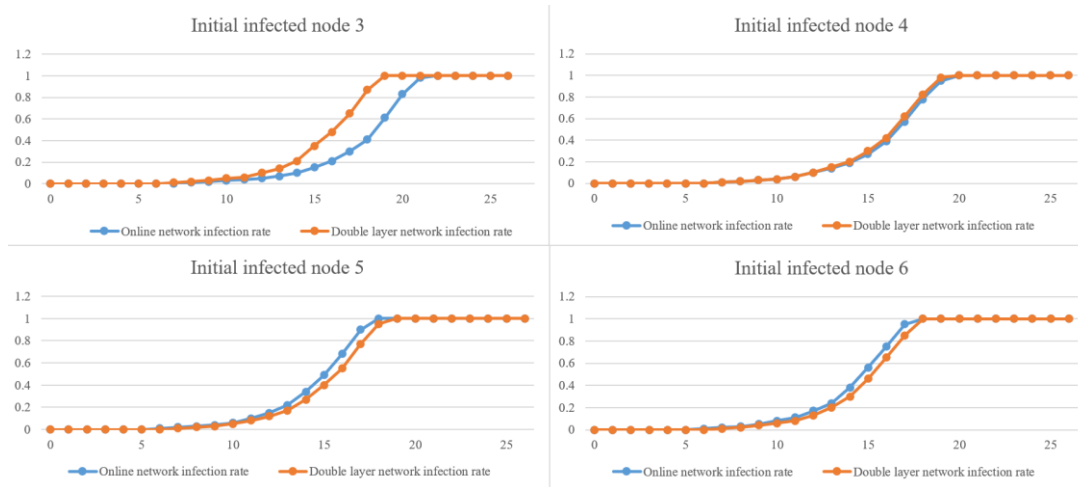 Initial infected node 3
1.2
1
0.8
0.6
0.4
0.2
0
0 5 10 15 20 25
Online network infection rate Double layer network infection rate
Initial infected node 4
1.2
1
0.8
0.6
0.4
0.2
0
0 5 10 15 20 25
Online network infection rate Double layer network infection rate
Initial infected node 5
1.2
1
0.8
0.6
0.4
0.2
0
0 5 10 15 20 25
Online network infection rate Double layer network infection rate
Initial infected node 6
1.2
1
0.8
0.6
0.4
0.2
0
0 5 10 15 20 25
Online network infection rate Double layer network infection rate